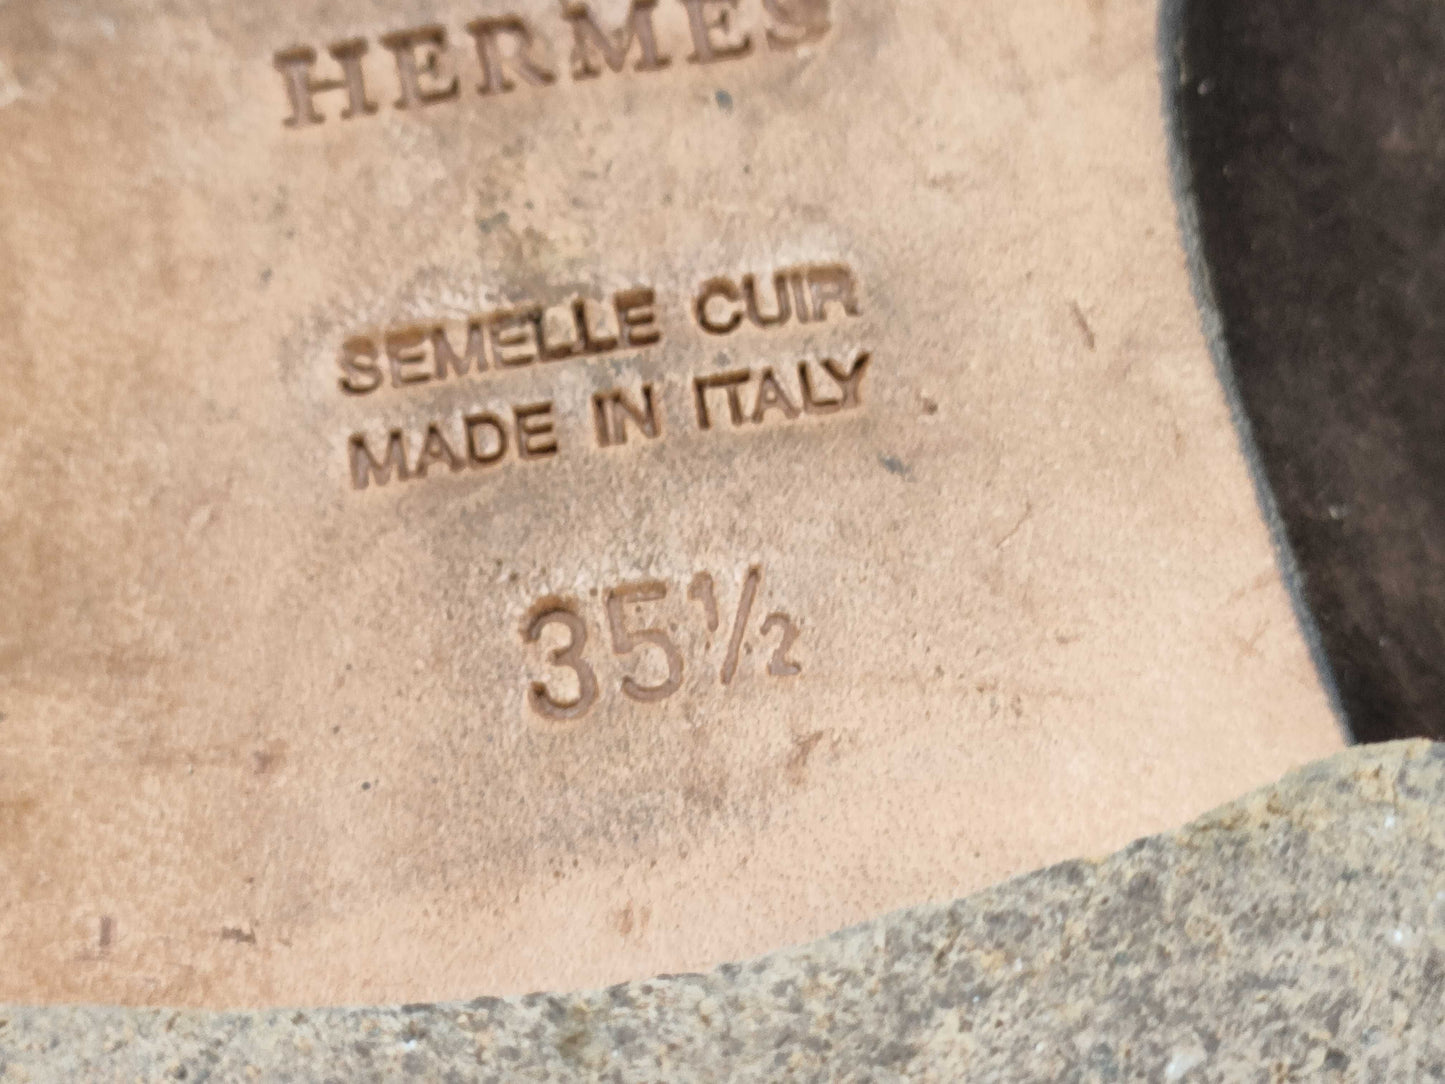 HERMES
SEMELLE CUIR
MADE IN ITALY
35½